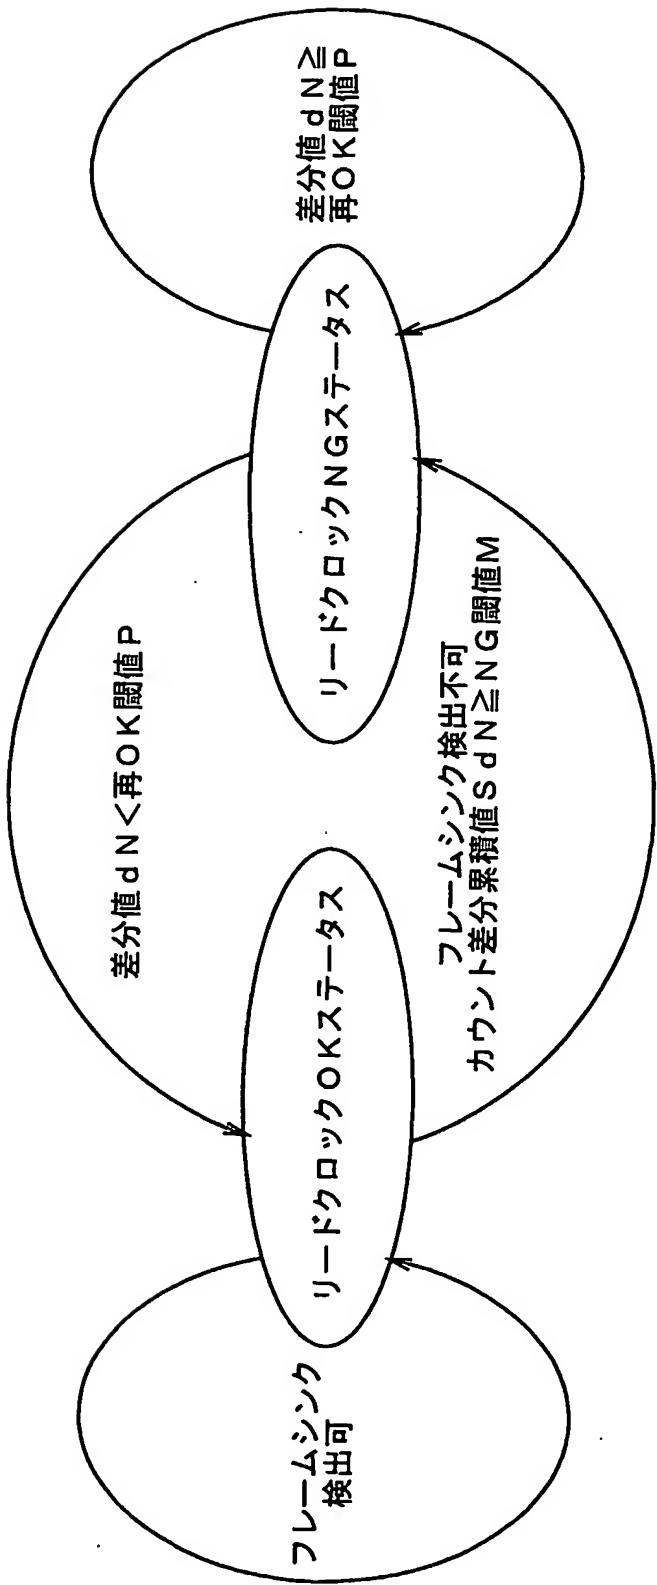 差分値dN<再OK閾値P
フレームシンク
検出可
リードクロックOKステータス
リードクロックNGステータス
差分値dN≧
再OK閾値P
フレームシンク検出不可
カウント差分累積値SdN≧NG閾値M